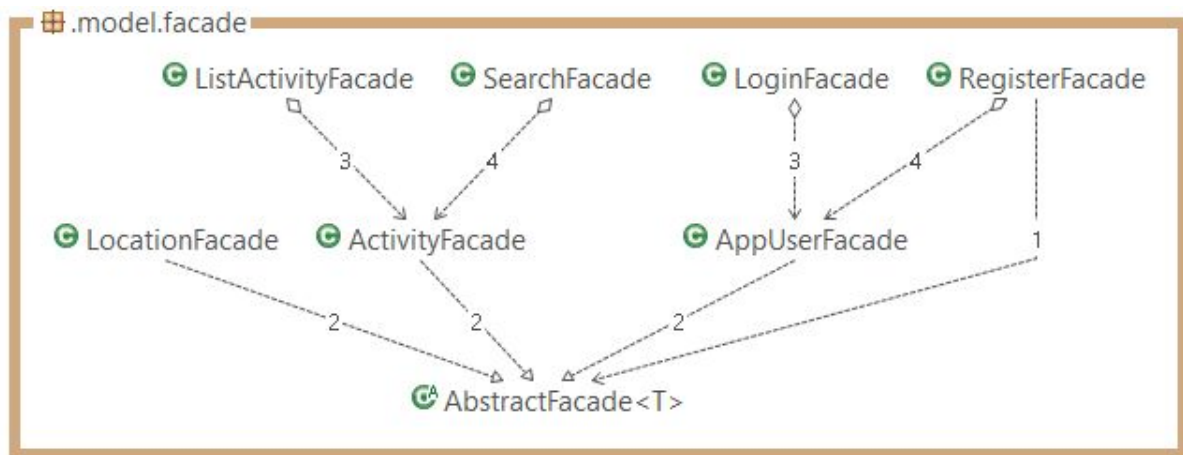 .model.facade
ListActivityFacade SearchFacade LoginFacade RegisterFacade
3 4 3 4
LocationFacade ActivityFacade AppUserFacade 1
2 2 2
AbstractFacade<T>